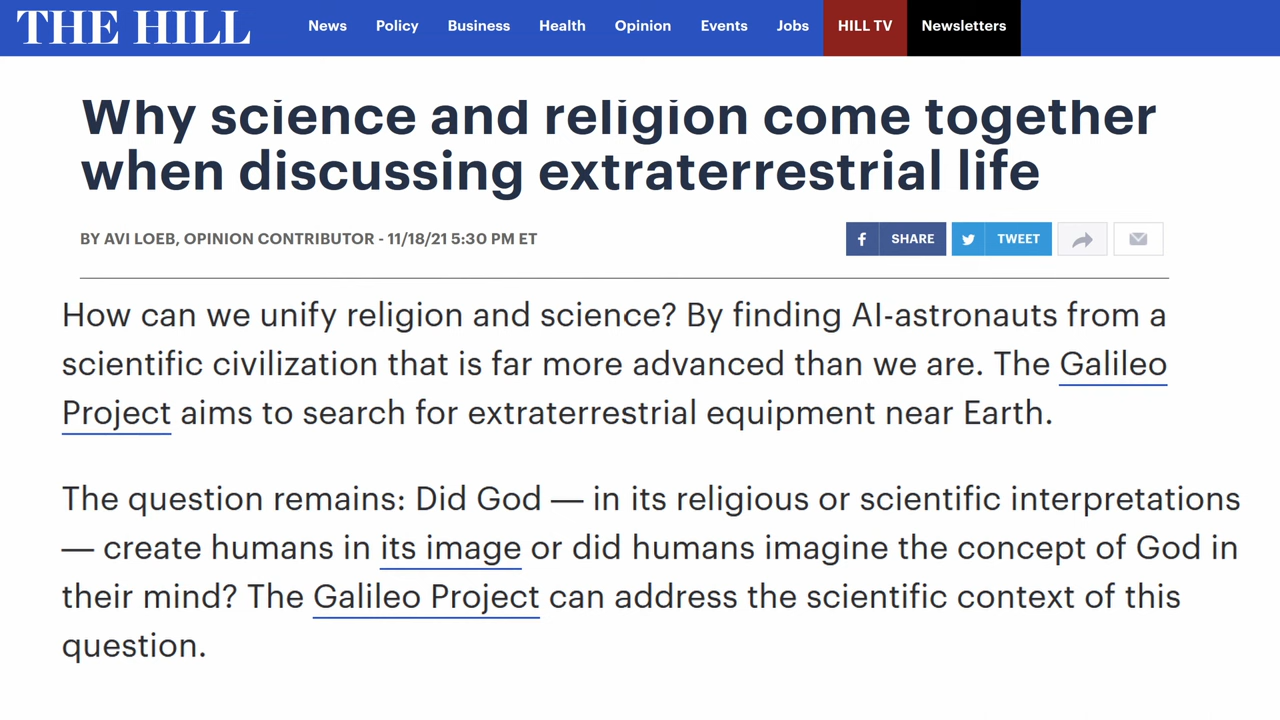 THE HILL
News Policy Business Health Opinion Events Jobs HILL TV Newsletters
Why science and religion come together
when discussing extraterrestrial life
BY AVI LOEB, OPINION CONTRIBUTOR - 11/18/21 5:30 PM ET
SHARE TWEET
How can we unify religion and science? By finding AI-astronauts from a
scientific civilization that is far more advanced than we are. The Galileo
Project aims to search for extraterrestrial equipment near Earth.
The question remains: Did God — in its religious or scientific interpretations
— create humans in its image or did humans imagine the concept of God in
their mind? The Galileo Project can address the scientific context of this
question.